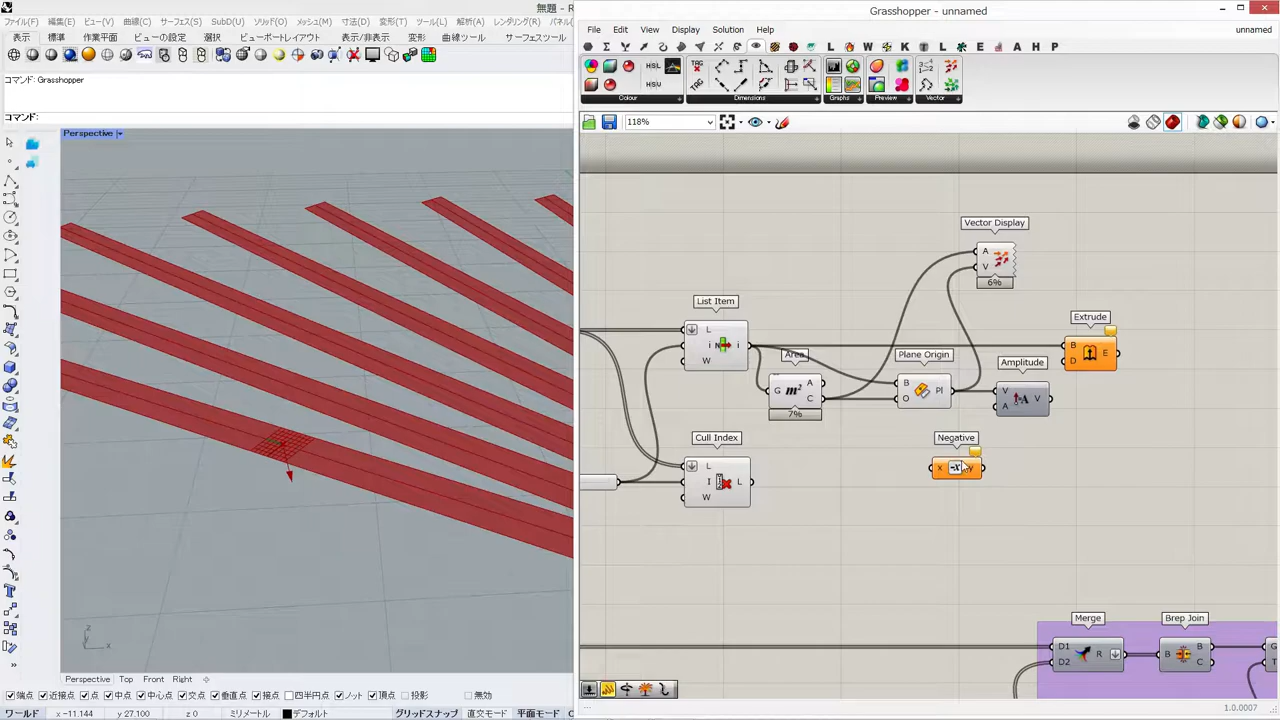 無題 - R
ファイル(F) 編集(E) ビュー(V) 曲線(C) サーフェス(S) SubD(U) ソリッド(O) メッシュ(M) 寸法(D) 変形(T) ツール(L) 解析(A) レンダリング(R)
表示 標準 作業平面 ビューの設定 選択 ビューポートレイアウト 表示/非表示 変形 曲線ツール サーフェスツール
コマンド: Grasshopper
コマンド:
Perspective
z
x
Perspective Top Front Right
端点 近接点 点 中点 中心点 交点 垂直点 接点 四半円点 ノット 頂点 投影 無効
ワールド x -11.144 y 27.100 z 0 ミリメートル デフォルト グリッドスナップ 直交モード 平面モード
Grasshopper - unnamed
File Edit View Display Solution Help unnamed
L W K L E A H P
HSL
HSV
TAG
TAG
Colour Dimensions Graphs Preview Vector
118%
Vector Display
A
V
6%
List Item
L
i i
W
Area
G m² A
C
7%
Plane Origin
B Pl
O
Amplitude
V V
A
Extrude
B E
D
Cull Index
L
I L
W
Negative
x -x y
Merge
D1
D2 R
Brep Join
B B
C
G
T
1.0.0007